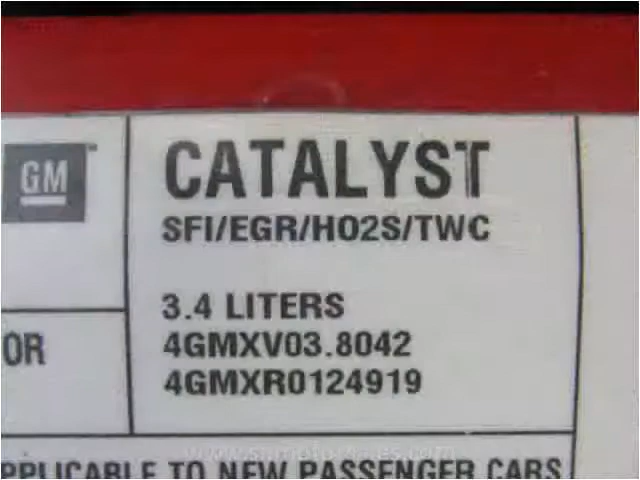 GM
CATALYST
SFI/EGR/HO2S/TWC
3.4 LITERS
OR
4GMXV03.8042
4GMXR0124919
PPLICABLE TO NEW PASSENGER CARS